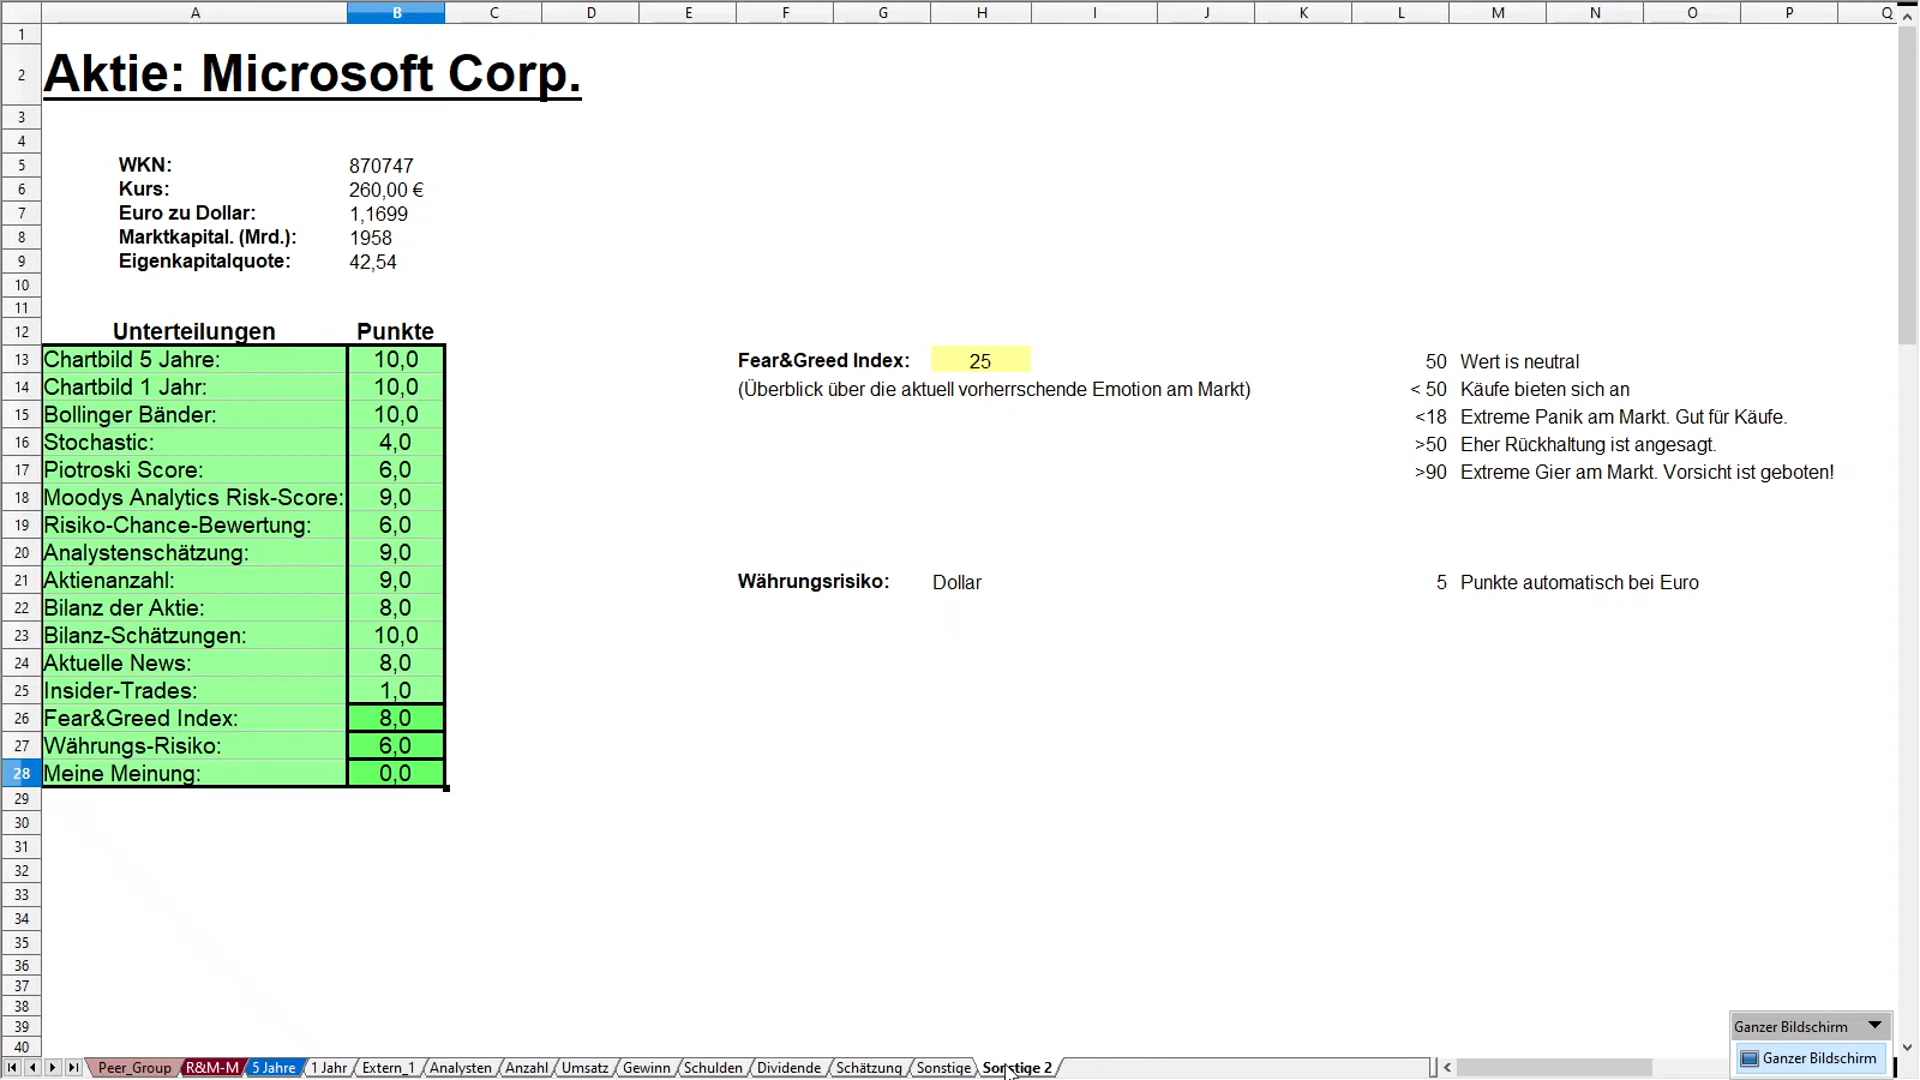 A B C D E F G H I J K L M N O P Q
1
2 Aktie: Microsoft Corp.
3
4
5 WKN: 870747
6 Kurs: 260,00 €
7 Euro zu Dollar: 1,1699
8 Marktkapital. (Mrd.): 1958
9 Eigenkapitalquote: 42,54
10
11
12 Unterteilungen Punkte
13 Chartbild 5 Jahre: 10,0 Fear&Greed Index: 25 50 Wert is neutral
14 Chartbild 1 Jahr: 10,0 (Überblick über die aktuell vorherrschende Emotion am Markt) < 50 Käufe bieten sich an
15 Bollinger Bänder: 10,0 <18 Extreme Panik am Markt. Gut für Käufe.
16 Stochastic: 4,0 >50 Eher Rückhaltung ist angesagt.
17 Piotroski Score: 6,0 >90 Extreme Gier am Markt. Vorsicht ist geboten!
18 Moodys Analytics Risk-Score: 9,0
19 Risiko-Chance-Bewertung: 6,0
20 Analystenschätzung: 9,0
21 Aktienanzahl: 9,0 Währungsrisiko: Dollar 5 Punkte automatisch bei Euro
22 Bilanz der Aktie: 8,0
23 Bilanz-Schätzungen: 10,0
24 Aktuelle News: 8,0
25 Insider-Trades: 1,0
26 Fear&Greed Index: 8,0
27 Währungs-Risiko: 6,0
28 Meine Meinung: 0,0
29
30
31
32
33
34
35
36
37
38
39 Ganzer Bildschirm
40
Peer_Group R&M-M 5 Jahre 1 Jahr Extern_1 Analysten Anzahl Umsatz Gewinn Schulden Dividende Schätzung Sonstige Sonstige 2 Ganzer Bildschirm